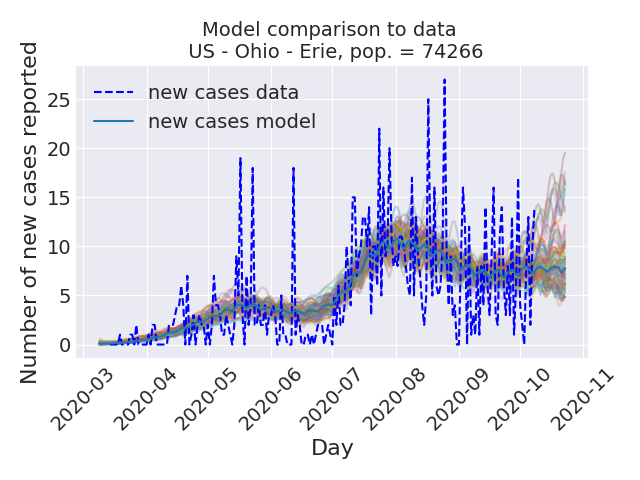 Model comparison to data
US - Ohio - Erie, pop. = 74266
Number of new cases reported
25
20
15
10
5
0
new cases data
new cases model
2020-03
2020-04
2020-05
2020-06
2020-07
2020-08
2020-09
2020-10
2020-11
Day